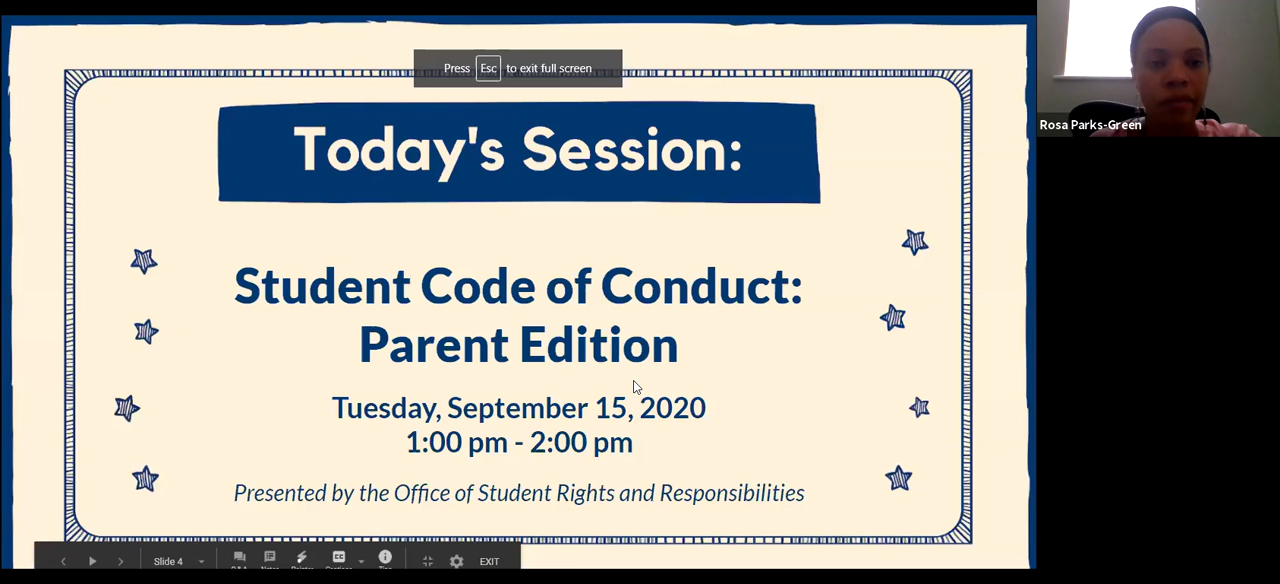 Press Esc to exit full screen
Today's Session:
Student Code of Conduct:
Parent Edition
Tuesday, September 15, 2020
1:00 pm - 2:00 pm
Presented by the Office of Student Rights and Responsibilities
Rosa Parks-Green
Slide 4
EXIT